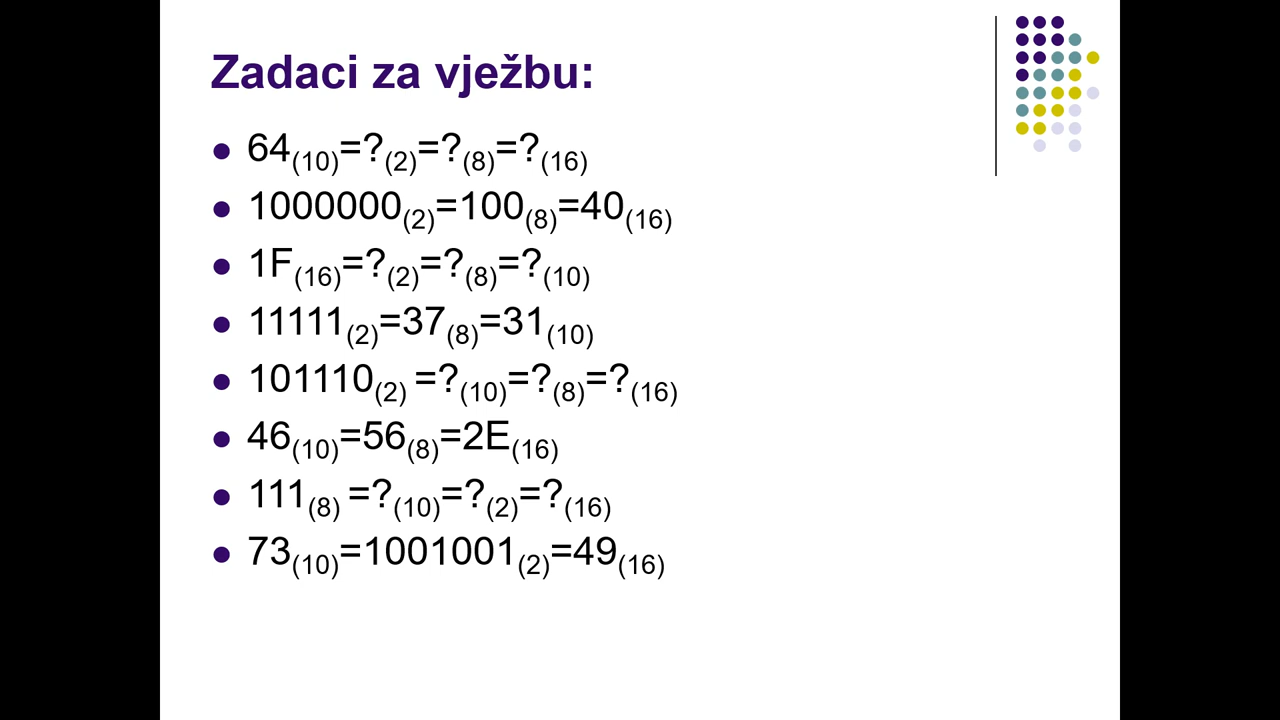 Zadaci za vježbu:
● 64(10)=?(2)=?(8)=?(16)
● 1000000(2)=100(8)=40(16)
● 1F(16)=?(2)=?(8)=?(10)
● 11111(2)=37(8)=31(10)
● 101110(2) =?(10)=?(8)=?(16)
● 46(10)=56(8)=2E(16)
● 111(8) =?(10)=?(2)=?(16)
● 73(10)=1001001(2)=49(16)